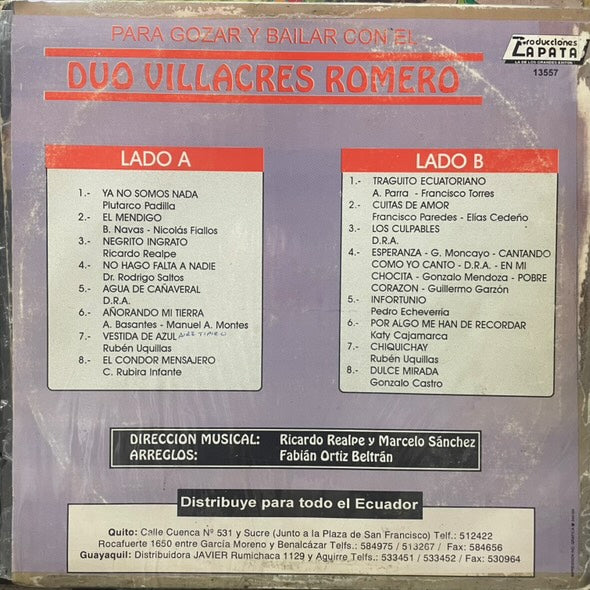 PARA GOZAR Y BAILAR CON EL
DUO VILLACRES ROMERO
Producciones
ZAPATA
LA DE LOS GRANDES EXITOS
13557
LADO A
1.- YA NO SOMOS NADA
Plutarco Padilla
2.- EL MENDIGO
B. Navas - Nicolás Fiallos
3.- NEGRITO INGRATO
Ricardo Realpe
4.- NO HAGO FALTA A NADIE
Dr. Rodrigo Saltos
5.- AGUA DE CAÑAVERAL
D.R.A.
6.- AÑORANDO MI TIERRA
A. Basantes - Manuel A. Montes
7.- VESTIDA DE AZUL
Rubén Uquillas
8.- EL CONDOR MENSAJERO
C. Rubira Infante
LADO B
1.- TRAGUITO ECUATORIANO
A. Parra - Francisco Torres
2.- CUITAS DE AMOR
Francisco Paredes - Elías Cedeño
3.- LOS CULPABLES
D.R.A.
4.- ESPERANZA - G. Moncayo - CANTANDO
COMO YO CANTO - D.R.A. - EN MI
CHOCITA - Gonzalo Mendoza - POBRE
CORAZON - Guillermo Garzón
5.- INFORTUNIO
Pedro Echeverría
6.- POR ALGO ME HAN DE RECORDAR
Katy Cajamarca
7.- CHIQUICHAY
Rubén Uquillas
8.- DULCE MIRADA
Gonzalo Castro
DIRECCION MUSICAL: Ricardo Realpe y Marcelo Sánchez
ARREGLOS: Fabián Ortíz Beltrán
Distribuye para todo el Ecuador
Quito: Calle Cuenca Nº 531 y Sucre (Junto a la Plaza de San Francisco) Telf.: 512422
Rocafuerte 1650 entre García Moreno y Benalcázar Telfs.: 584975 / 513267 / Fax: 584656
Guayaquil: Distribuidora JAVIER Rumichaca 1129 y Aguirre Telfs.: 533451 / 533452 / Fax: 530964